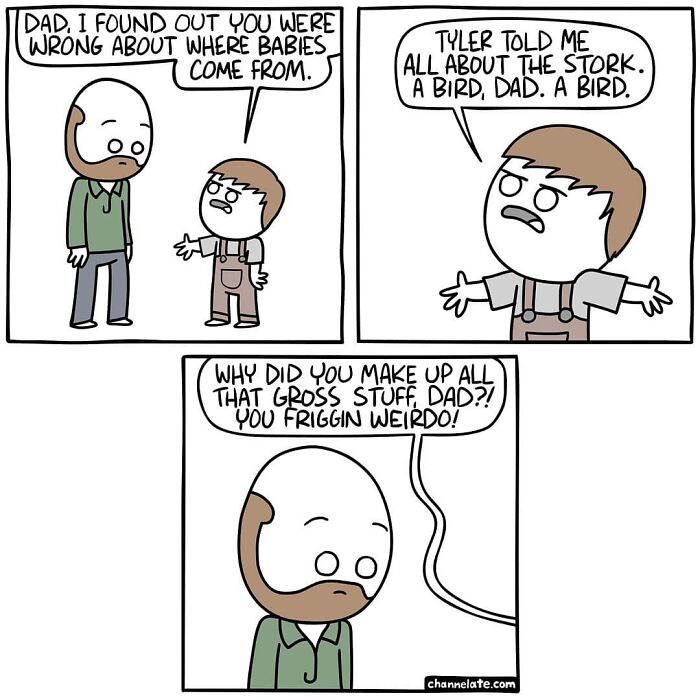 DAD, I FOUND OUT YOU WERE
WRONG ABOUT WHERE BABIES
COME FROM.
TYLER TOLD ME
ALL ABOUT THE STORK.
A BIRD, DAD. A BIRD.
WHY DID YOU MAKE UP ALL
THAT GROSS STUFF, DAD?!
YOU FRIGGIN WEIRDO!
channelate.com